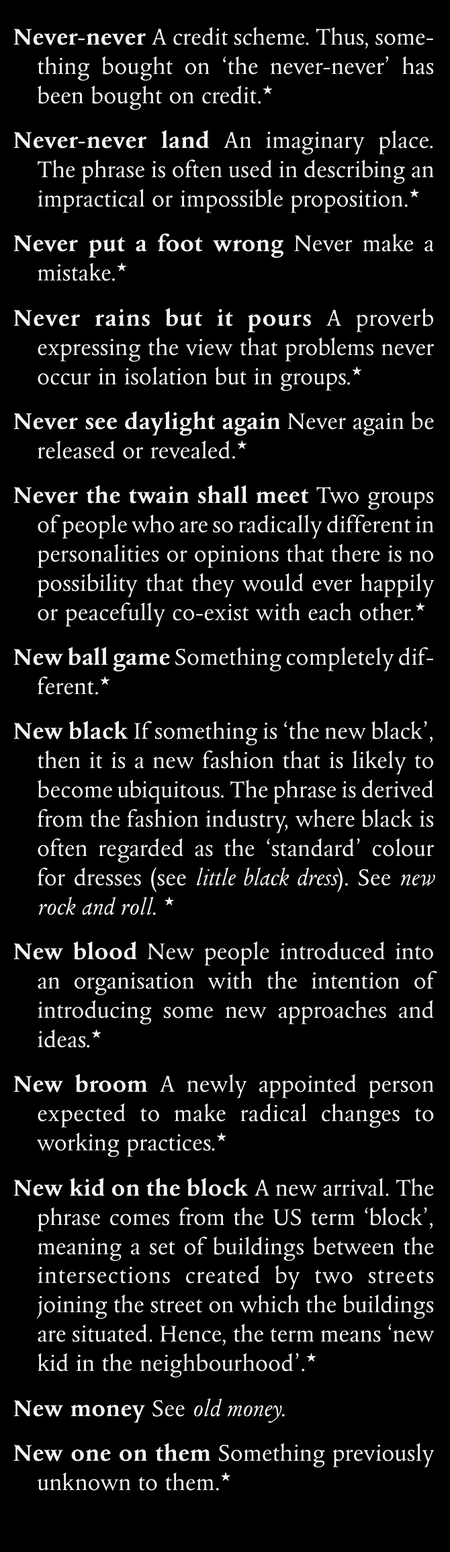 Never-never A credit scheme. Thus, some-
thing bought on ‘the never-never’ has
been bought on credit.★
Never-never land An imaginary place.
The phrase is often used in describing an
impractical or impossible proposition.★
Never put a foot wrong Never make a
mistake.★
Never rains but it pours A proverb
expressing the view that problems never
occur in isolation but in groups.★
Never see daylight again Never again be
released or revealed.★
Never the twain shall meet Two groups
of people who are so radically different in
personalities or opinions that there is no
possibility that they would ever happily
or peacefully co-exist with each other.★
New ball game Something completely dif-
ferent.★
New black If something is ‘the new black’,
then it is a new fashion that is likely to
become ubiquitous. The phrase is derived
from the fashion industry, where black is
often regarded as the ‘standard’ colour
for dresses (see little black dress). See new
rock and roll. ★
New blood New people introduced into
an organisation with the intention of
introducing some new approaches and
ideas.★
New broom A newly appointed person
expected to make radical changes to
working practices.★
New kid on the block A new arrival. The
phrase comes from the US term ‘block’,
meaning a set of buildings between the
intersections created by two streets
joining the street on which the buildings
are situated. Hence, the term means ‘new
kid in the neighbourhood’.★
New money See old money.
New one on them Something previously
unknown to them.★